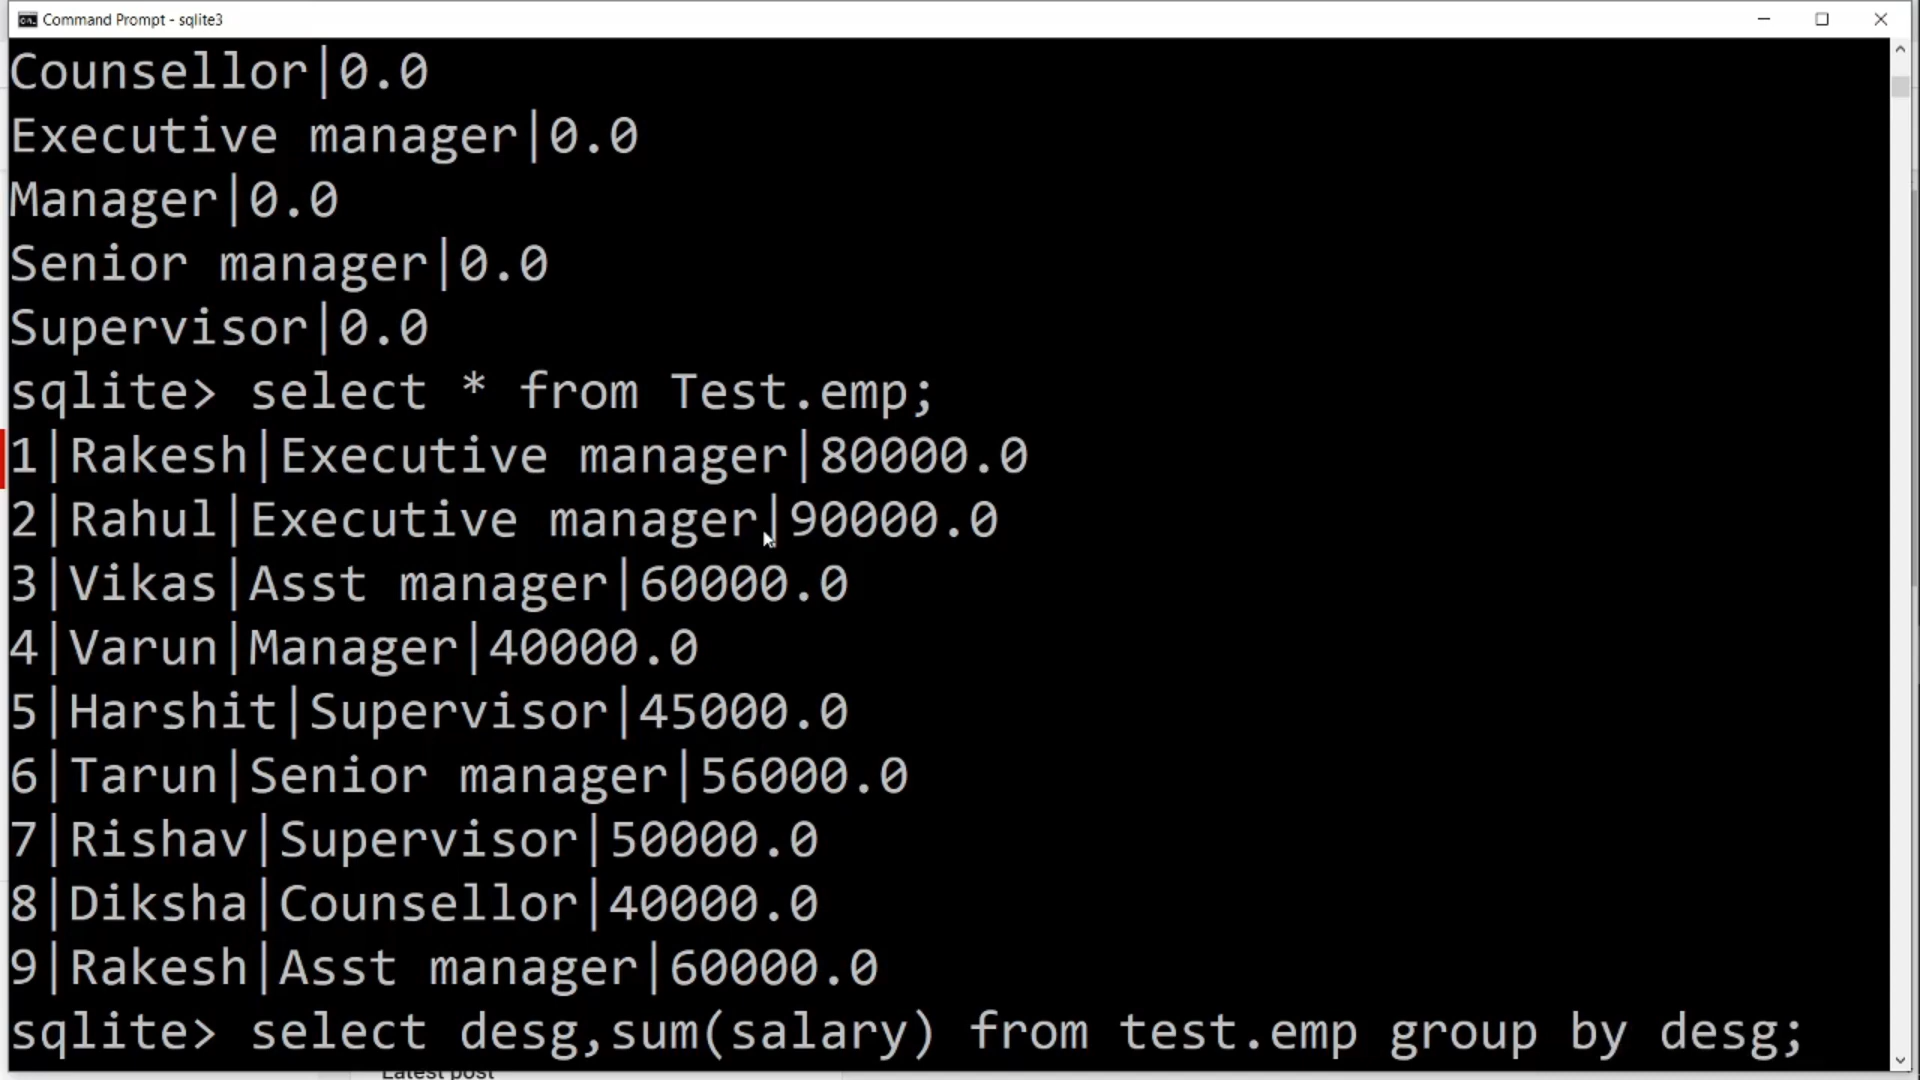 Command Prompt - sqlite3
Counsellor|0.0
Executive manager|0.0
Manager|0.0
Senior manager|0.0
Supervisor|0.0
sqlite> select * from Test.emp;
1|Rakesh|Executive manager|80000.0
2|Rahul|Executive manager|90000.0
3|Vikas|Asst manager|60000.0
4|Varun|Manager|40000.0
5|Harshit|Supervisor|45000.0
6|Tarun|Senior manager|56000.0
7|Rishav|Supervisor|50000.0
8|Diksha|Counsellor|40000.0
9|Rakesh|Asst manager|60000.0
sqlite> select desg,sum(salary) from test.emp group by desg;
Latest post